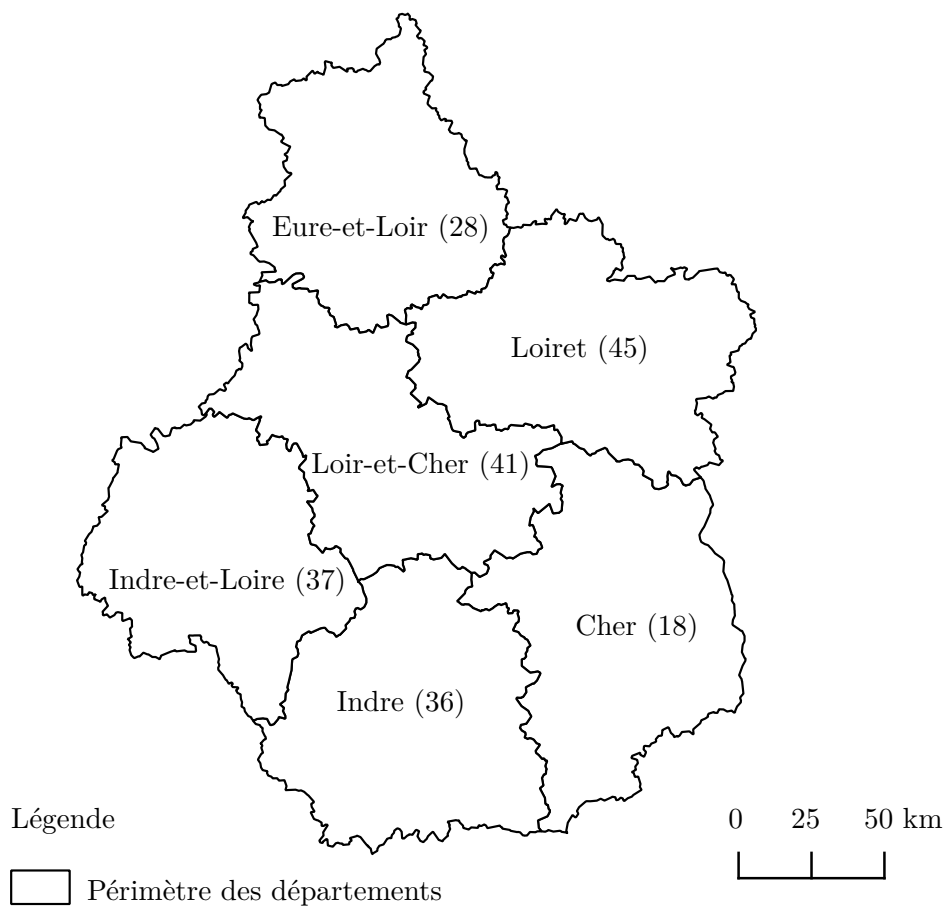 Eure-et-Loir (28)
Loiret (45)
Loir-et-Cher (41)
Indre-et-Loire (37)
Cher (18)
Indre (36)
Légende
0 25 50 km
Périmètre des départements